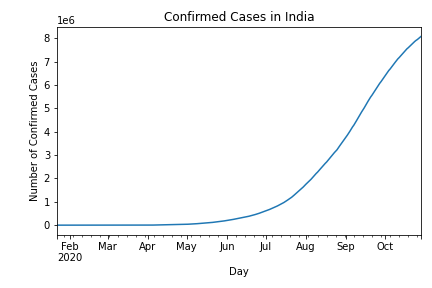 Confirmed Cases in India
1e6
8
7
6
5
4
3
2
1
0
Number of Confirmed Cases
Feb Mar Apr May Jun Jul Aug Sep Oct
2020
Day